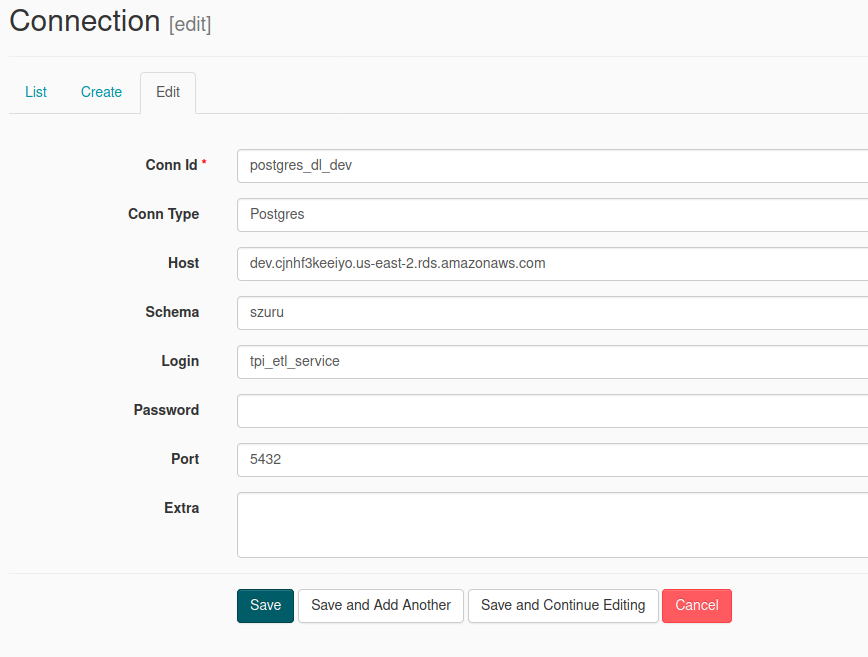 Connection [edit]
List Create Edit
Conn Id * postgres_dl_dev
Conn Type Postgres
Host dev.cjnhf3keeiyo.us-east-2.rds.amazonaws.com
Schema szuru
Login tpi_etl_service
Password
Port 5432
Extra
Save Save and Add Another Save and Continue Editing Cancel